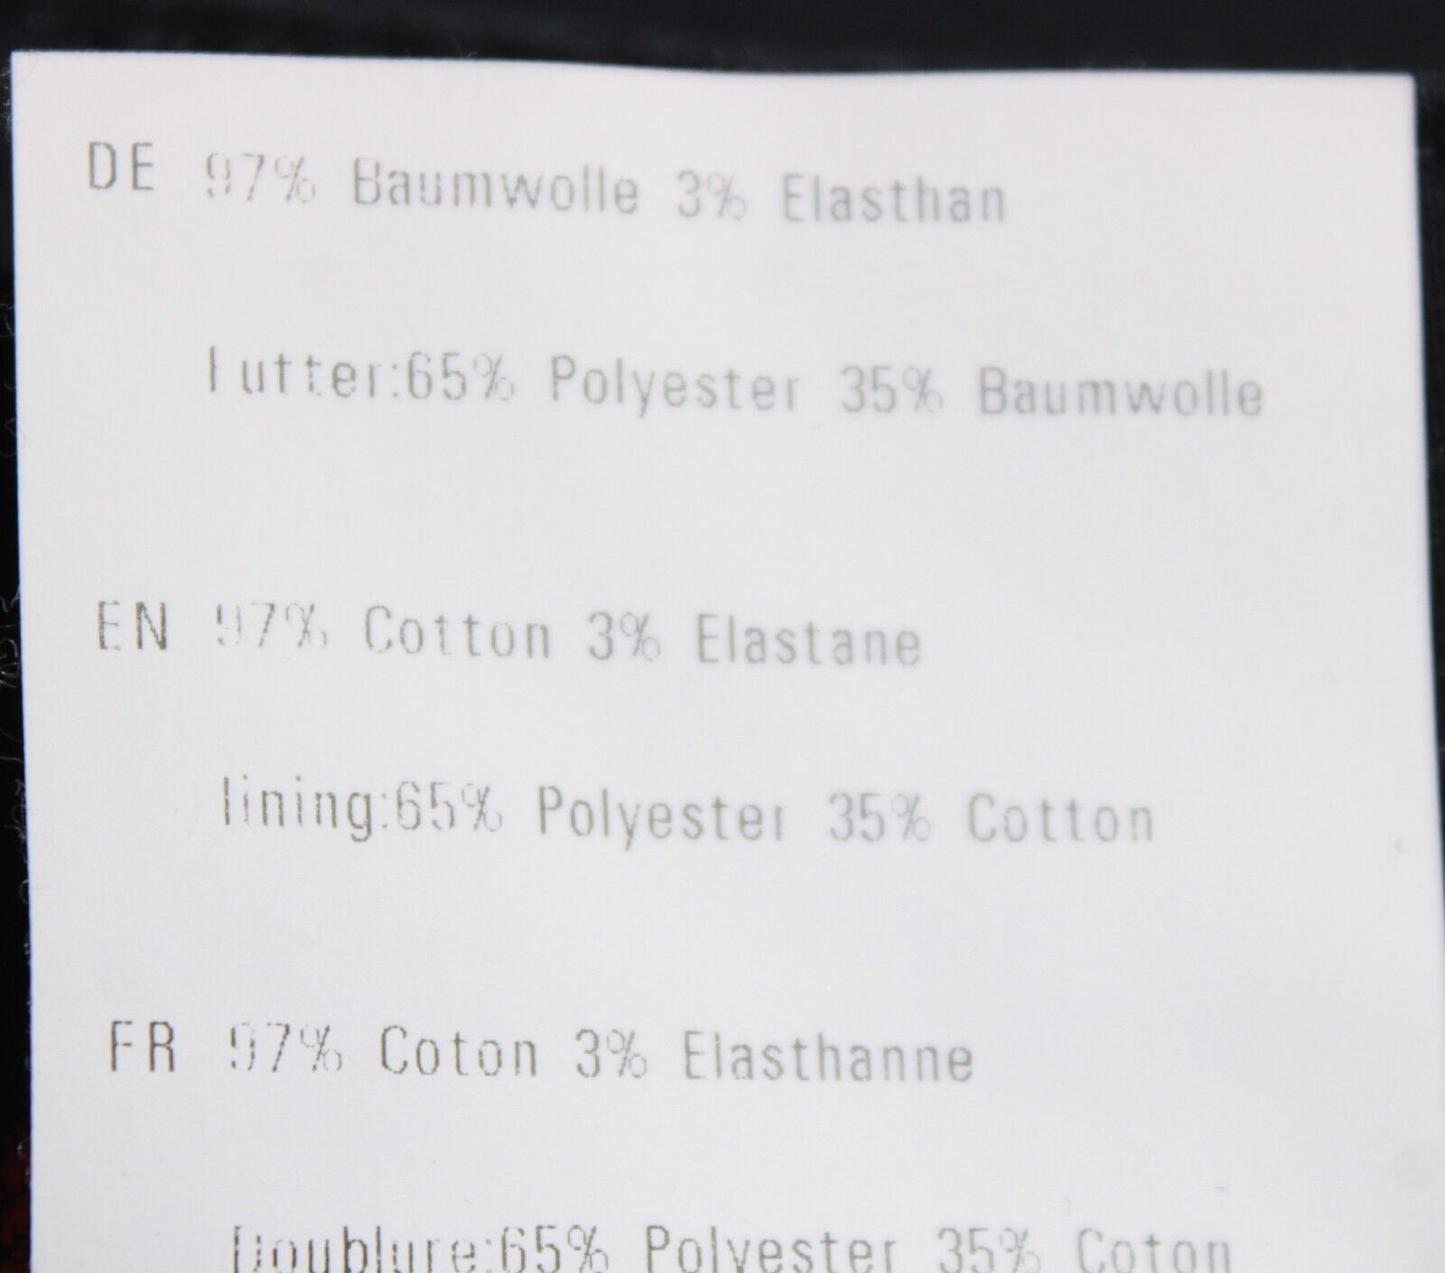 DE 97% Baumwolle 3% Elasthan
Futter:65% Polyester 35% Baumwolle
EN 97% Cotton 3% Elastane
lining:65% Polyester 35% Cotton
FR 97% Coton 3% Elasthanne
Doublure:65% Polyester 35% Coton